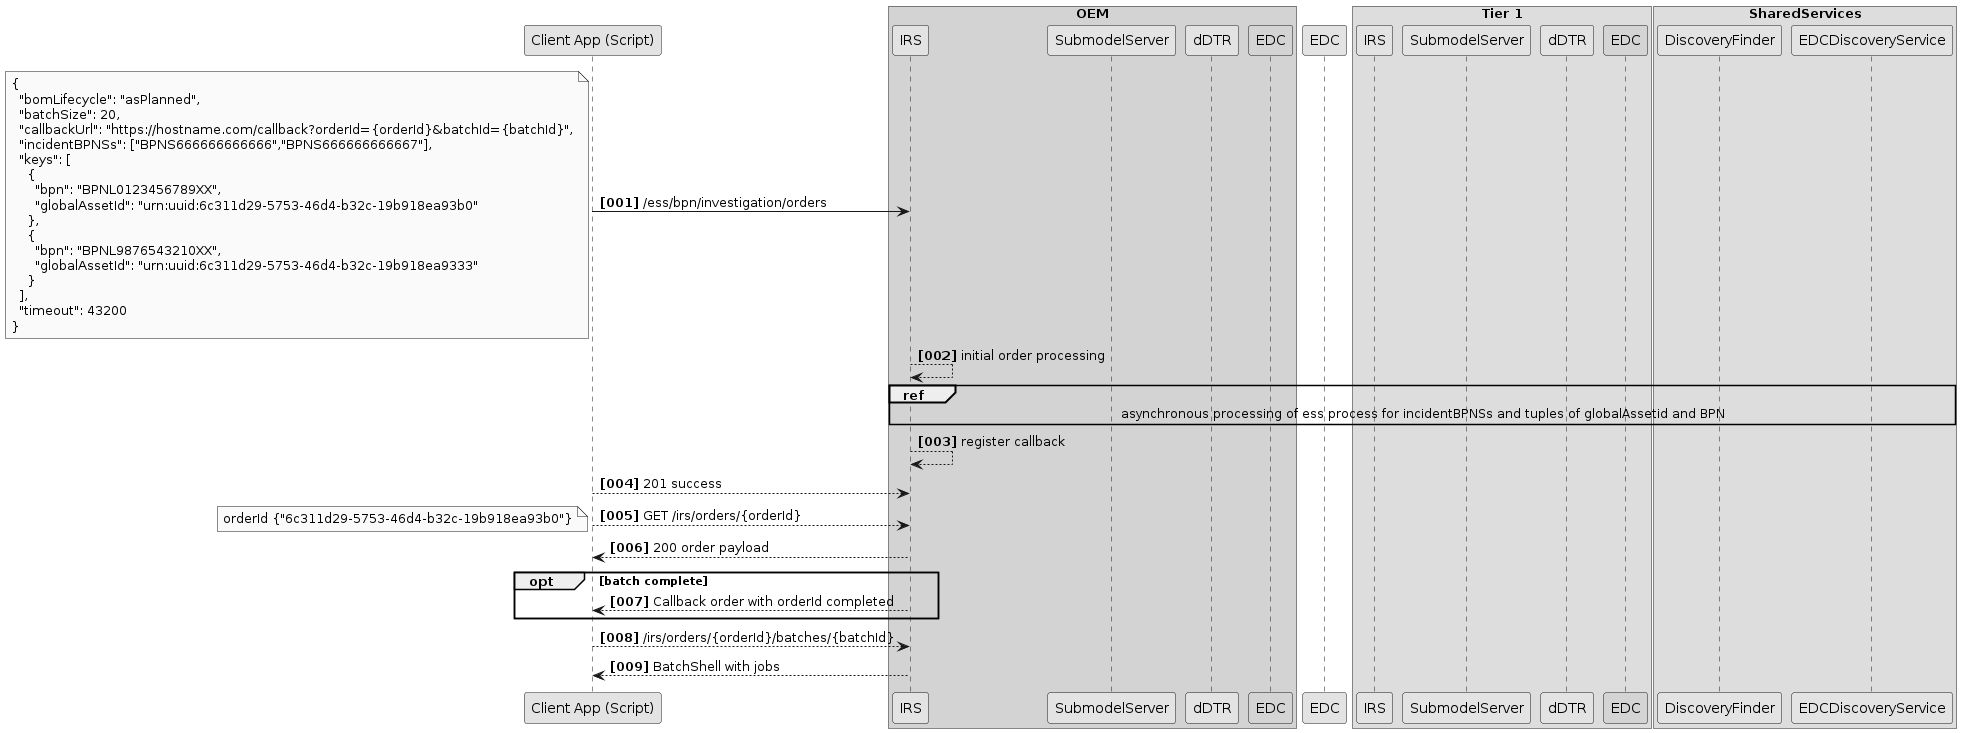 OEM
Tier 1
SharedServices
Client App (Script)
IRS
SubmodelServer
dDTR
EDC
EDC
IRS
SubmodelServer
dDTR
EDC
DiscoveryFinder
EDCDiscoveryService
{
"bomLifecycle": "asPlanned",
"batchSize": 20,
"callbackUrl": "https://hostname.com/callback?orderId={orderId}&batchId={batchId}",
"incidentBPNSs": ["BPNS666666666666","BPNS666666666667"],
"keys": [
{
"bpn": "BPNL0123456789XX",
"globalAssetId": "urn:uuid:6c311d29-5753-46d4-b32c-19b918ea93b0"
},
{
"bpn": "BPNL9876543210XX",
"globalAssetId": "urn:uuid:6c311d29-5753-46d4-b32c-19b918ea9333"
}
],
"timeout": 43200
}
[001] /ess/bpn/investigation/orders
[002] initial order processing
ref
asynchronous processing of ess process for incidentBPNSs and tuples of globalAssetid and BPN
[003] register callback
[004] 201 success
orderId {"6c311d29-5753-46d4-b32c-19b918ea93b0"}
[005] GET /irs/orders/{orderId}
[006] 200 order payload
opt
[batch complete]
[007] Callback order with orderId completed
[008] /irs/orders/{orderId}/batches/{batchId}
[009] BatchShell with jobs
Client App (Script)
IRS
SubmodelServer
dDTR
EDC
EDC
IRS
SubmodelServer
dDTR
EDC
DiscoveryFinder
EDCDiscoveryService